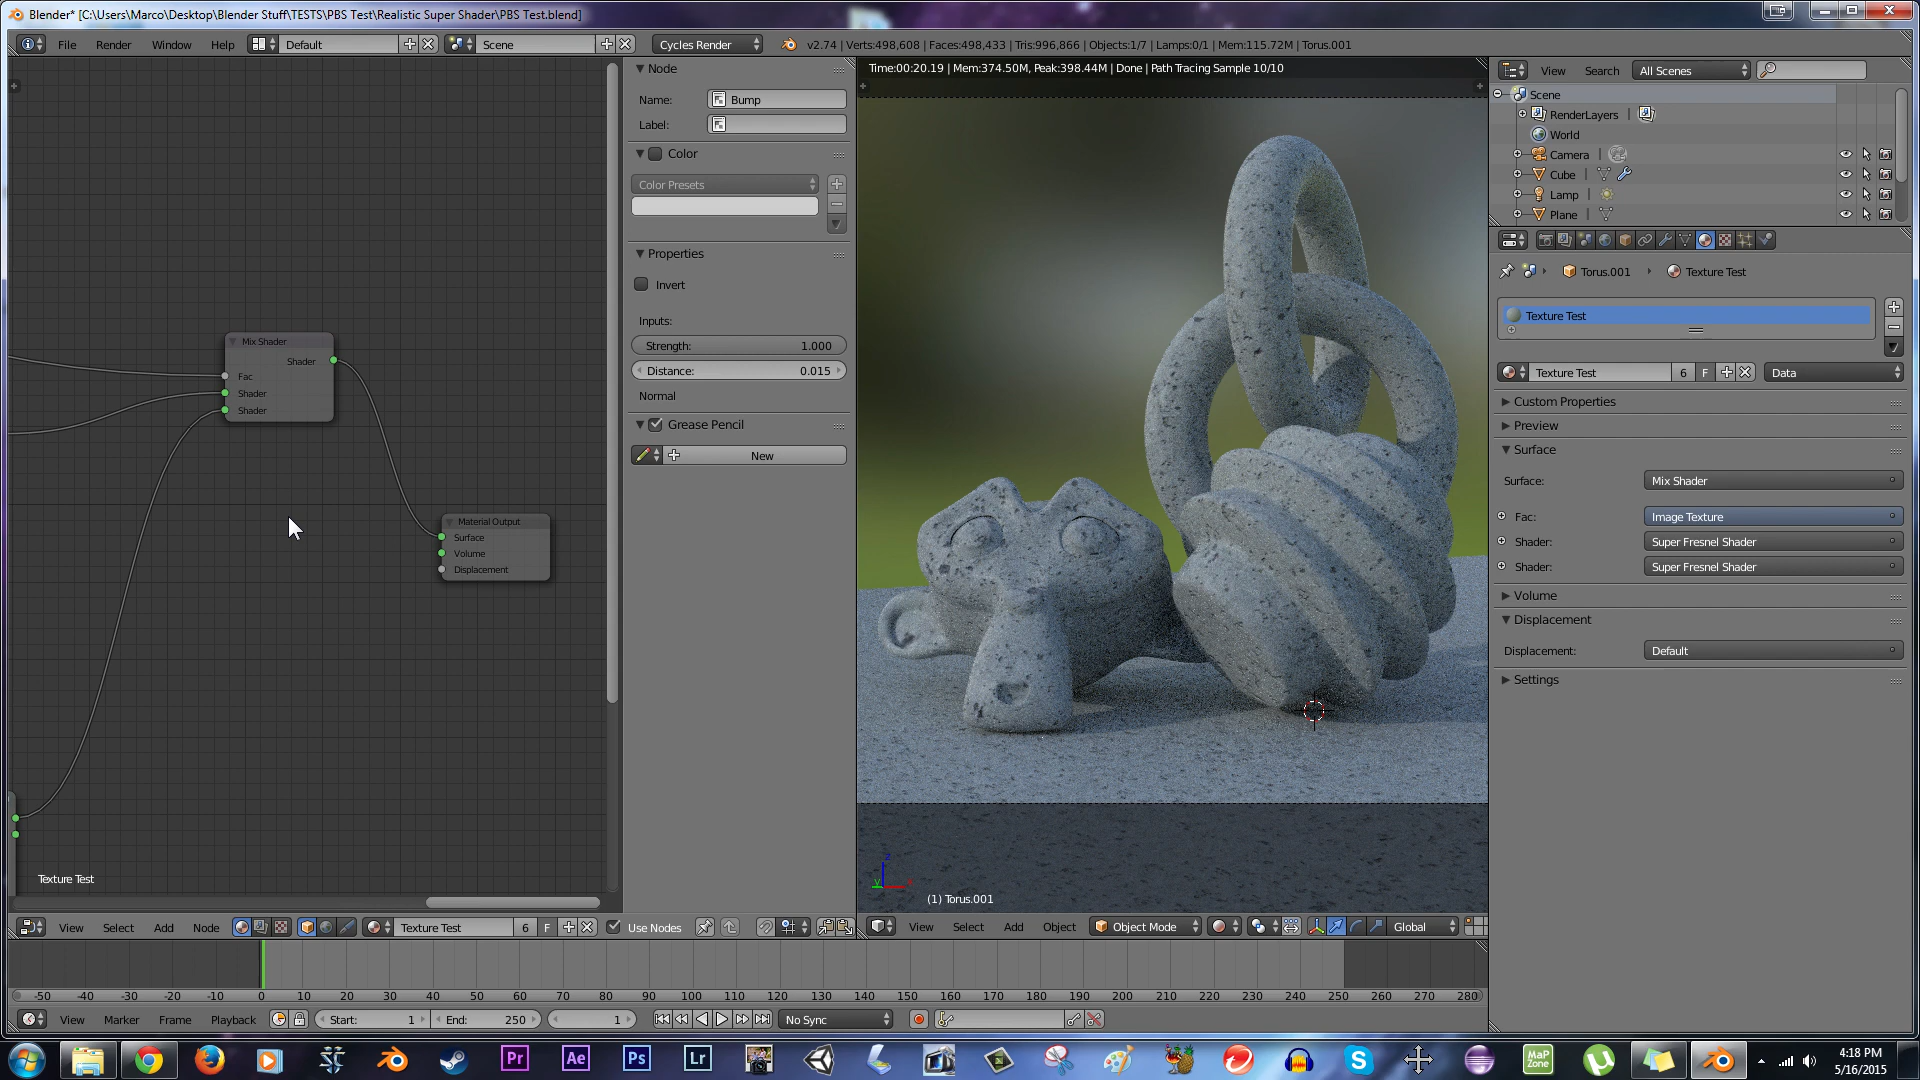 Blender* [C:\Users\Marco\Desktop\Blender Stuff\TESTS\PBS Test\Realistic Super Shader\PBS Test.blend]
File Render Window Help Default Scene Cycles Render v2.74 | Verts:498,608 | Faces:498,433 | Tris:996,866 | Objects:1/7 | Lamps:0/1 | Mem:115.72M | Torus.001
Mix Shader
Shader
Fac
Shader
Shader
Material Output
Surface
Volume
Displacement
Texture Test
Node
Name: Bump
Label:
Color
Color Presets
Properties
Invert
Inputs:
Strength: 1.000
Distance: 0.015
Normal
Grease Pencil
New
Time:00:20.19 | Mem:374.50M, Peak:398.44M | Done | Path Tracing Sample 10/10
z
y
(1) Torus.001
View Search All Scenes
Scene
RenderLayers
World
Camera
Cube
Lamp
Plane
Torus.001 Texture Test
Texture Test
Texture Test 6 F Data
Custom Properties
Preview
Surface
Surface: Mix Shader
Fac: Image Texture
Shader: Super Fresnel Shader
Shader: Super Fresnel Shader
Volume
Displacement
Displacement: Default
Settings
View Select Add Node Texture Test 6 F Use Nodes
View Select Add Object Object Mode Global
-50 -40 -30 -20 -10 0 10 20 30 40 50 60 70 80 90 100 110 120 130 140 150 160 170 180 190 200 210 220 230 240 250 260 270 280
View Marker Frame Playback Start: 1 End: 250 1 No Sync
Pr Ae Ps Lr MaP Zone
4:18 PM
5/16/2015